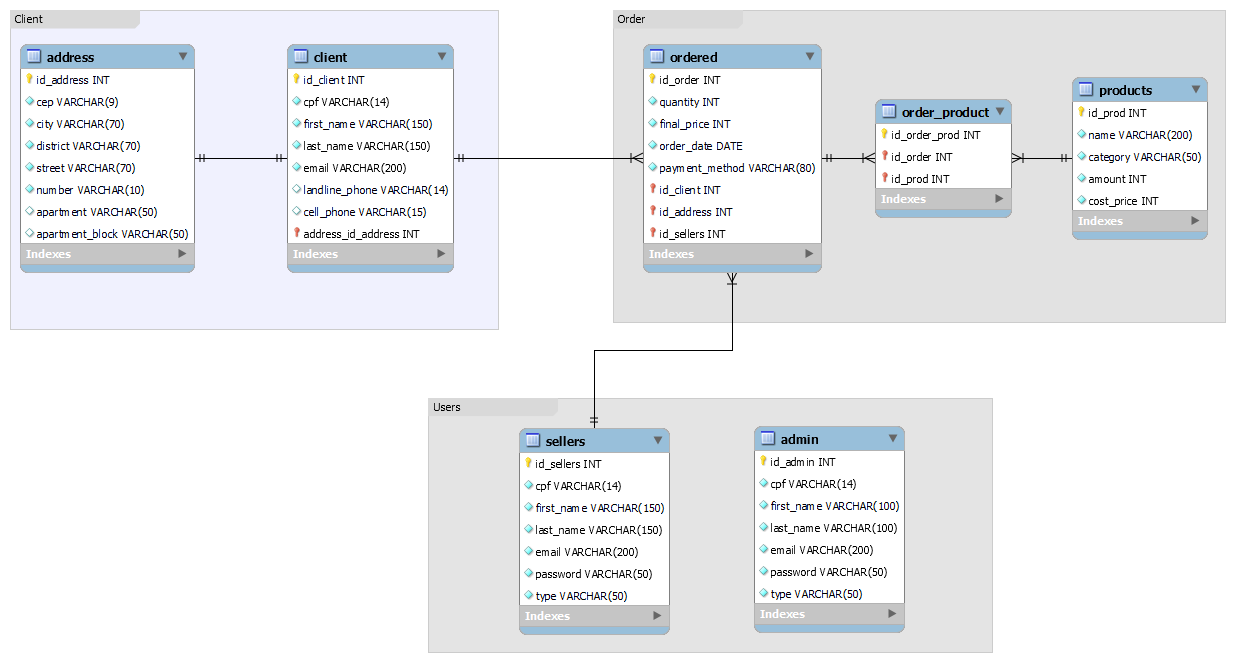 Client
address
id_address INT
cep VARCHAR(9)
city VARCHAR(70)
district VARCHAR(70)
street VARCHAR(70)
number VARCHAR(10)
apartment VARCHAR(50)
apartment_block VARCHAR(50)
Indexes
client
id_client INT
cpf VARCHAR(14)
first_name VARCHAR(150)
last_name VARCHAR(150)
email VARCHAR(200)
landline_phone VARCHAR(14)
cell_phone VARCHAR(15)
address_id_address INT
Indexes
Order
ordered
id_order INT
quantity INT
final_price INT
order_date DATE
payment_method VARCHAR(80)
id_client INT
id_address INT
id_sellers INT
Indexes
order_product
id_order_prod INT
id_order INT
id_prod INT
Indexes
products
id_prod INT
name VARCHAR(200)
category VARCHAR(50)
amount INT
cost_price INT
Indexes
Users
sellers
id_sellers INT
cpf VARCHAR(14)
first_name VARCHAR(150)
last_name VARCHAR(150)
email VARCHAR(200)
password VARCHAR(50)
type VARCHAR(50)
Indexes
admin
id_admin INT
cpf VARCHAR(14)
first_name VARCHAR(100)
last_name VARCHAR(100)
email VARCHAR(200)
password VARCHAR(50)
type VARCHAR(50)
Indexes